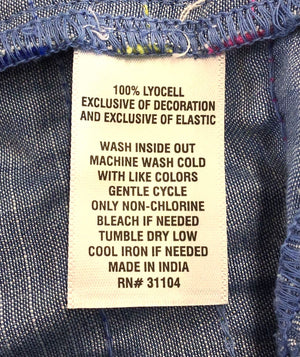 100% LYOCELL
EXCLUSIVE OF DECORATION
AND EXCLUSIVE OF ELASTIC
WASH INSIDE OUT
MACHINE WASH COLD
WITH LIKE COLORS
GENTLE CYCLE
ONLY NON-CHLORINE
BLEACH IF NEEDED
TUMBLE DRY LOW
COOL IRON IF NEEDED
MADE IN INDIA
RN# 31104